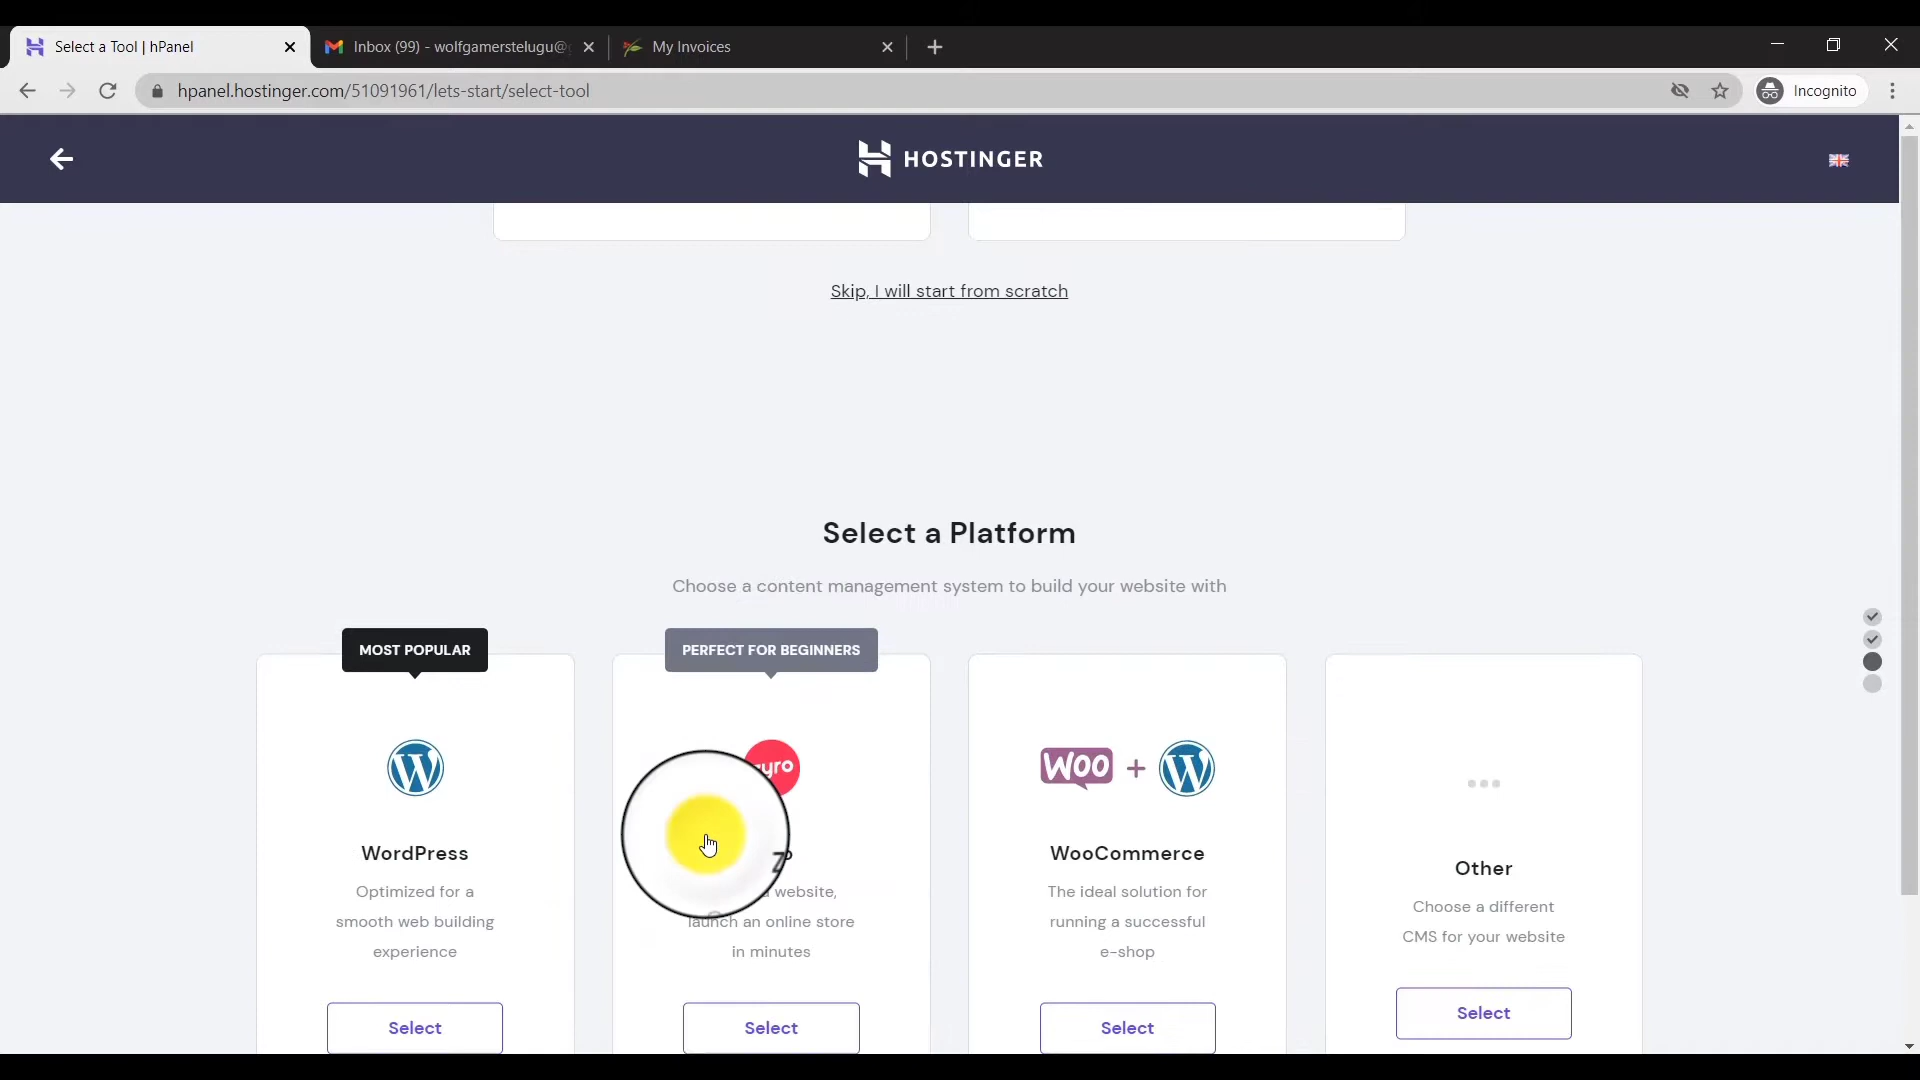 Select a Tool | hPanel
Inbox (99) - wolfgamerstelugu@
My Invoices
hpanel.hostinger.com/51091961/lets-start/select-tool
Incognito
HOSTINGER
Skip, I will start from scratch
Select a Platform
Choose a content management system to build your website with
MOST POPULAR
PERFECT FOR BEGINNERS
WOO
WordPress
Optimized for a
smooth web building
experience
Select
website,
launch an online store
in minutes
Select
WooCommerce
The ideal solution for
running a successful
e-shop
Select
Other
Choose a different
CMS for your website
Select